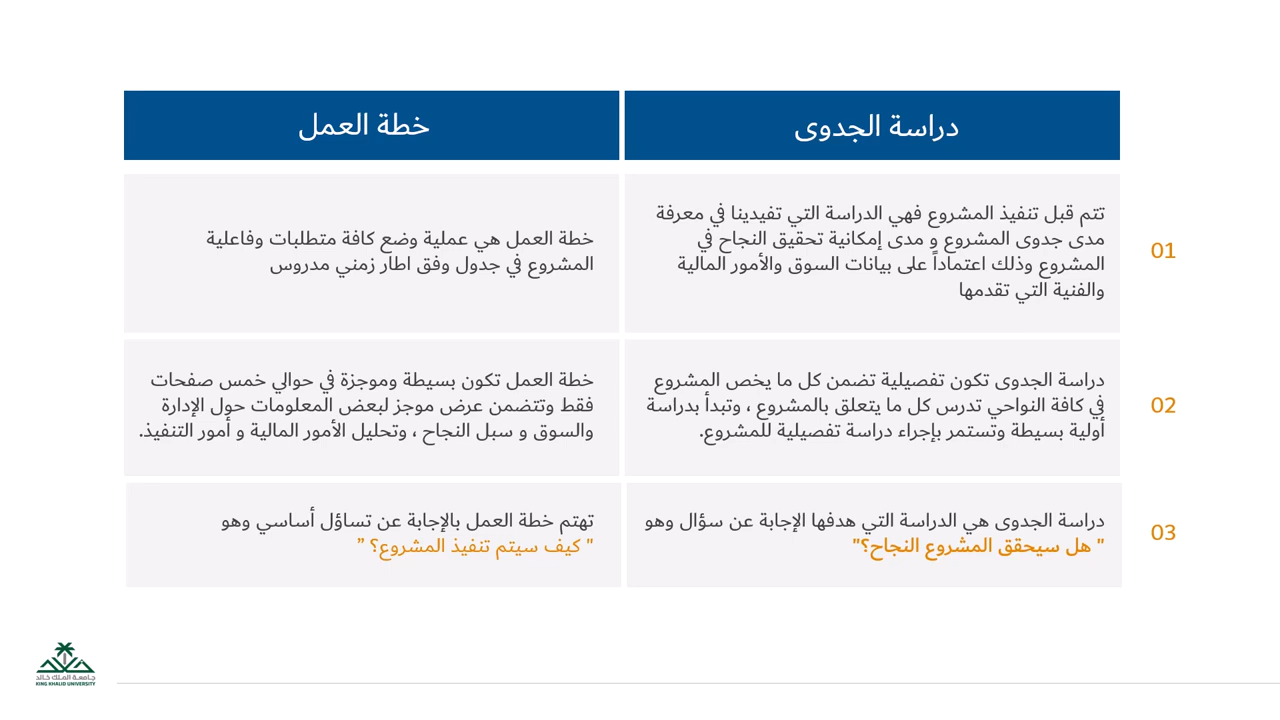 دراسة الجدوى
خطة العمل
01
تتم قبل تنفيذ المشروع فهي الدراسة التي تفيدينا في معرفة
مدى جدوى المشروع و مدى إمكانية تحقيق النجاح في
المشروع وذلك اعتماداً على بيانات السوق والأمور المالية
والفنية التي تقدمها
خطة العمل هي عملية وضع كافة متطلبات وفاعلية
المشروع في جدول وفق اطار زمني مدروس
02
دراسة الجدوى تكون تفصيلية تضمن كل ما يخص المشروع
في كافة النواحي تدرس كل ما يتعلق بالمشروع ، وتبدأ بدراسة
أولية بسيطة وتستمر بإجراء دراسة تفصيلية للمشروع.
خطة العمل تكون بسيطة وموجزة في حوالي خمس صفحات
فقط وتتضمن عرض موجز لبعض المعلومات حول الإدارة
والسوق و سبل النجاح ، وتحليل الأمور المالية و أمور التنفيذ.
03
دراسة الجدوى هي الدراسة التي هدفها الإجابة عن سؤال وهو
" هل سيحقق المشروع النجاح؟"
تهتم خطة العمل بالإجابة عن تساؤل أساسي وهو
" كيف سيتم تنفيذ المشروع؟ ”
جامعة الملك خالد
KING KHALID UNIVERSITY